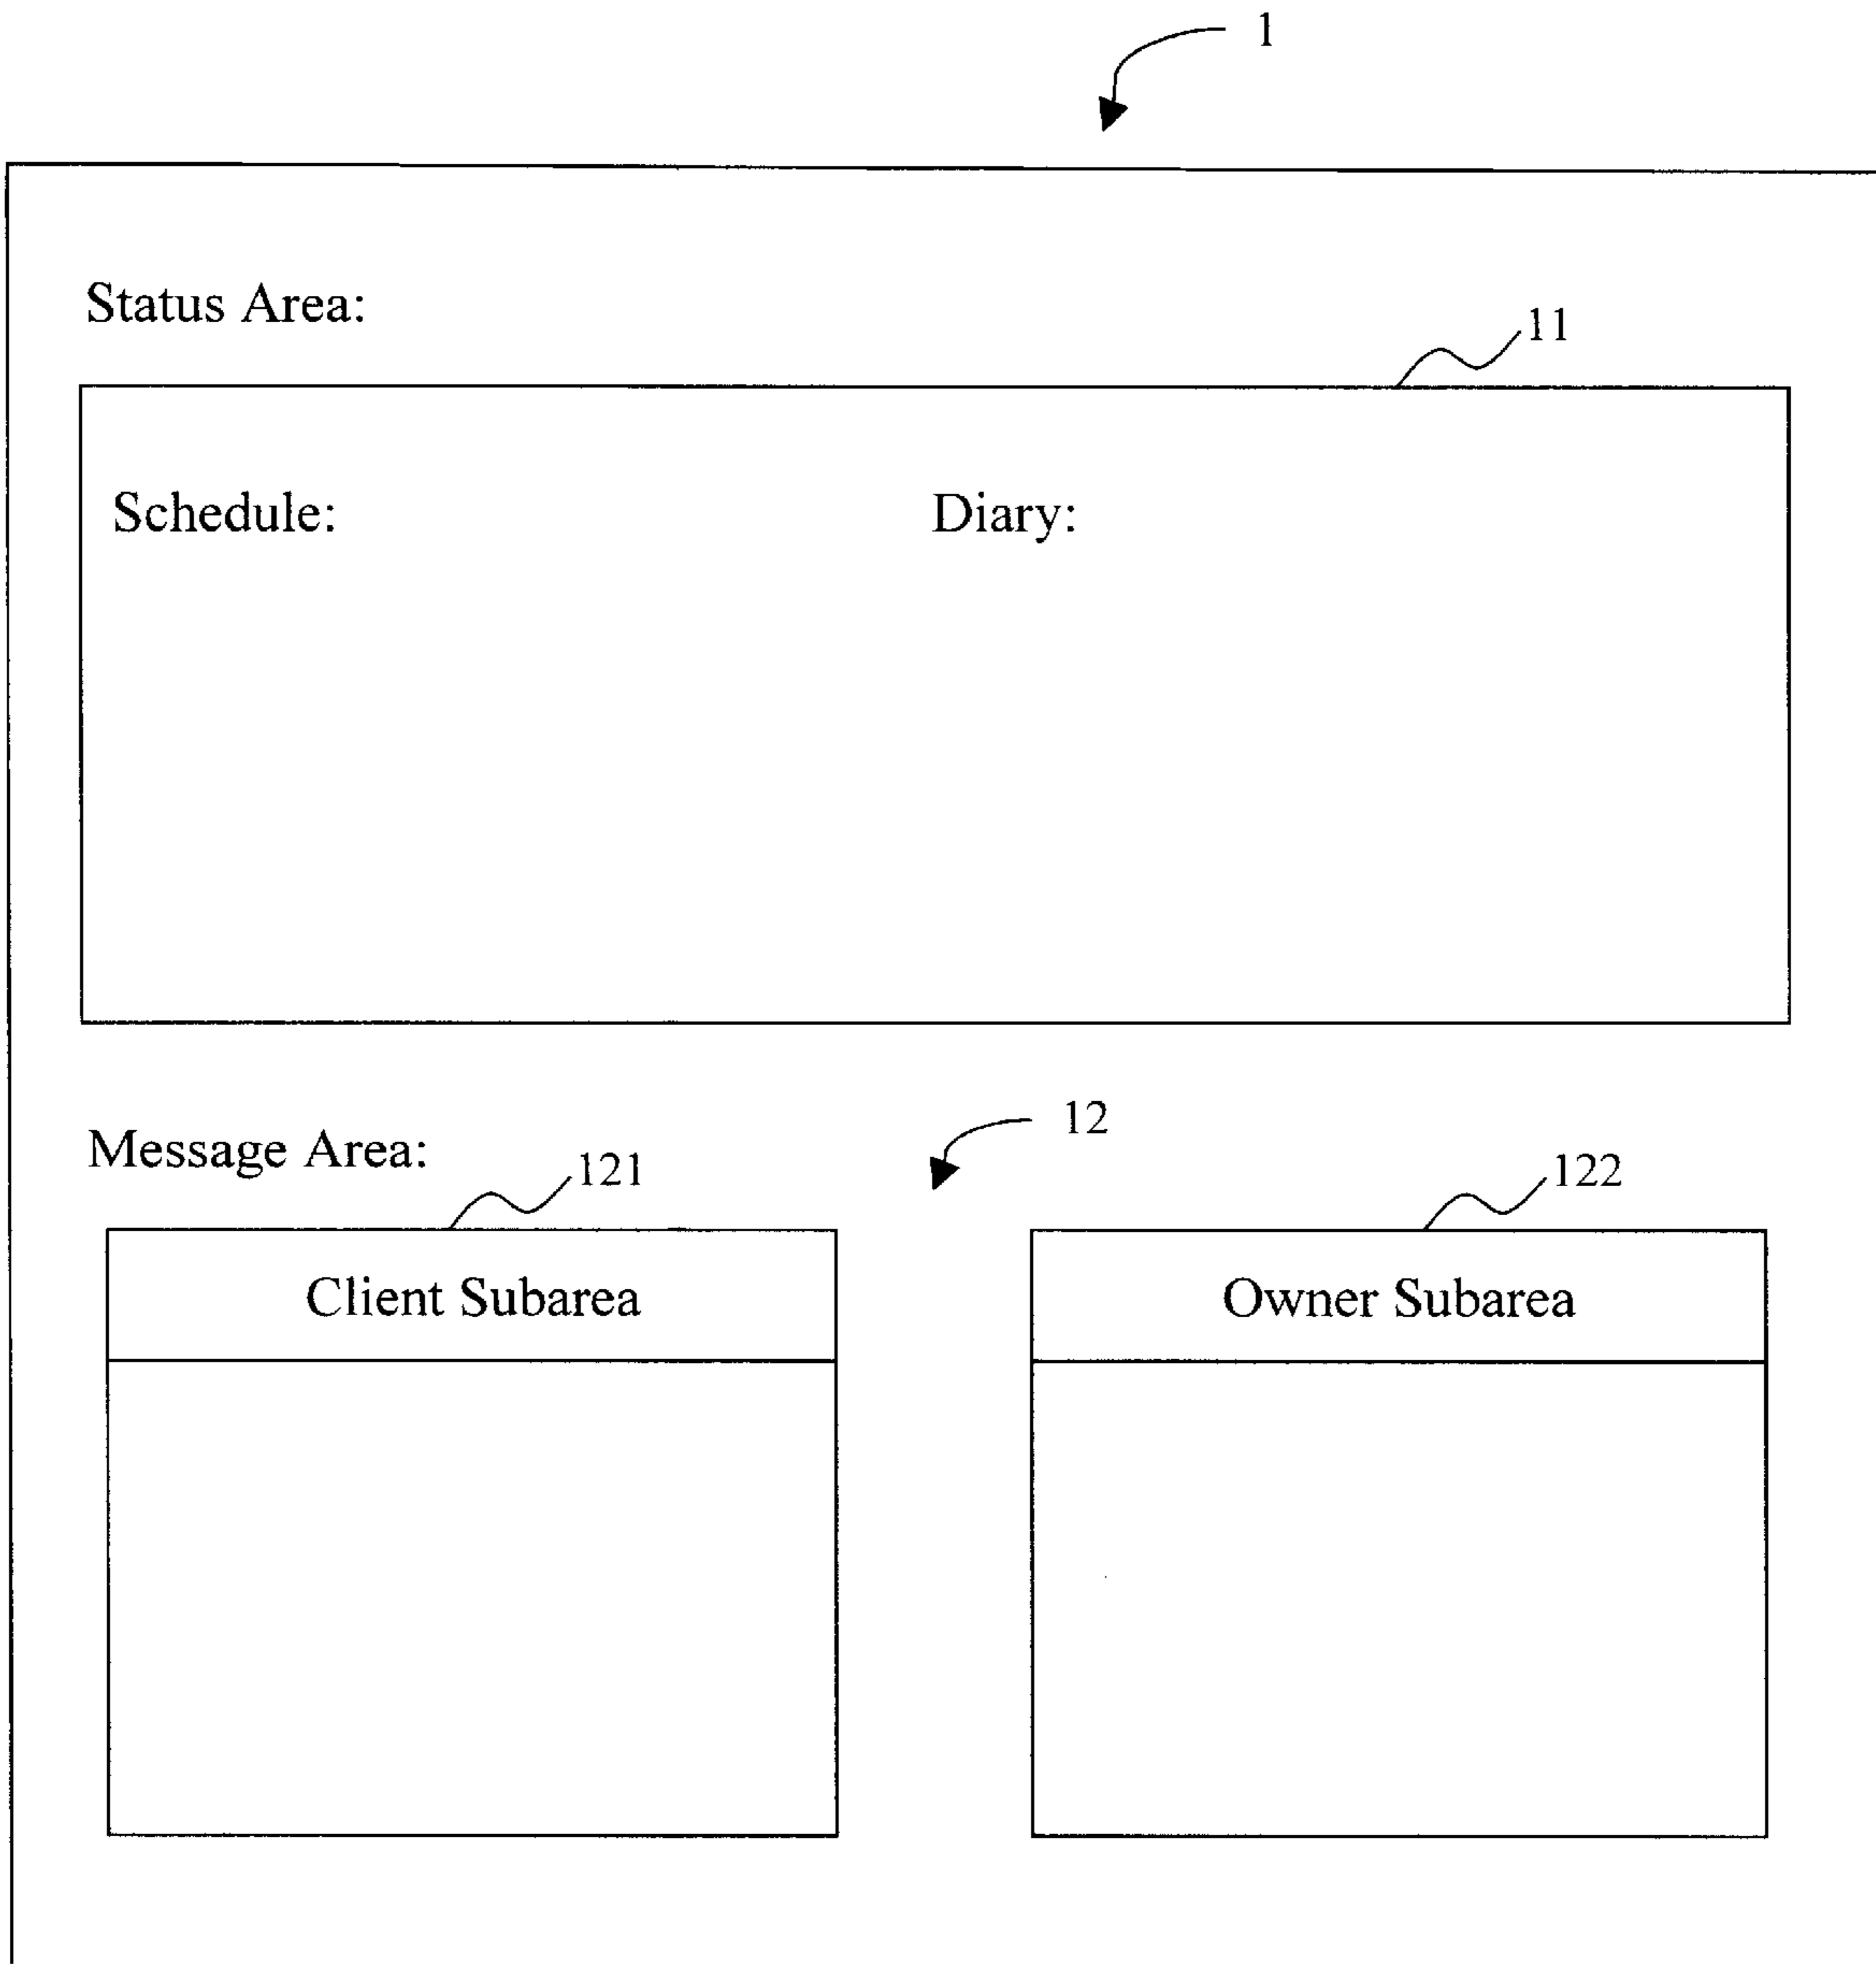 1
Status Area:
11
Schedule: Diary:
12
Message Area:
121
122
Client Subarea Owner Subarea